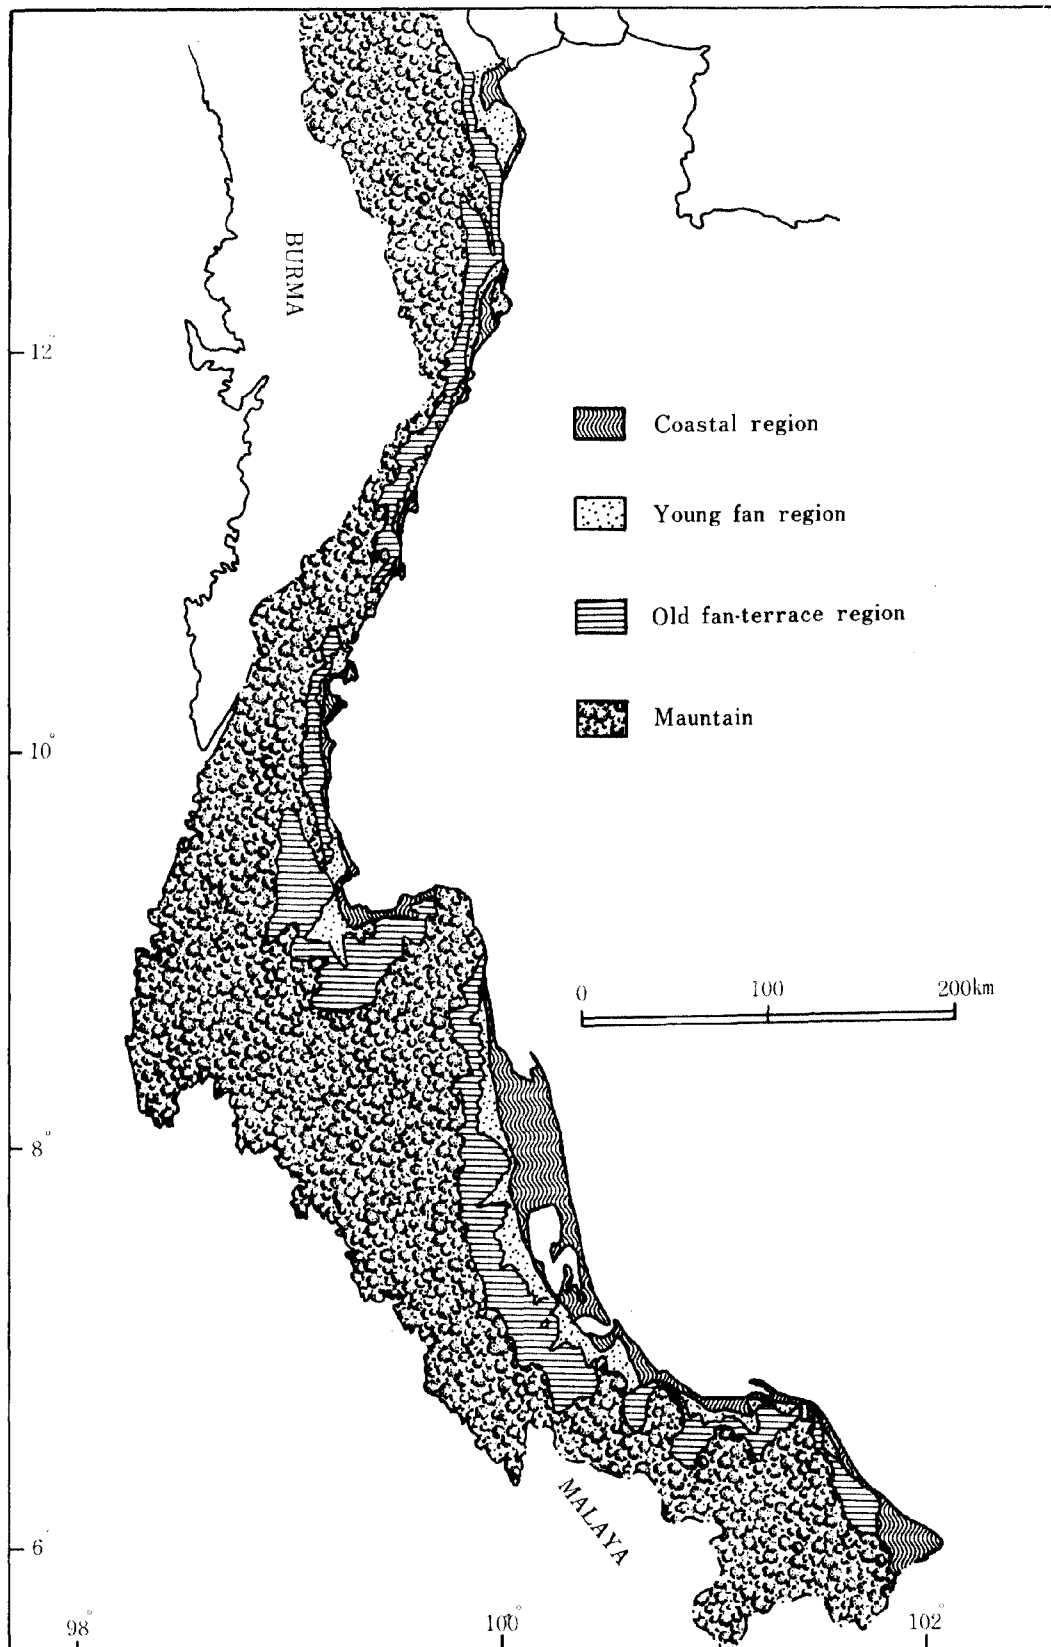 BURMA
12°
Coastal region
Young fan region
Old fan-terrace region
Mauntain
10°
0 100 200km
8°
MALAYA
6°
98° 100° 102°